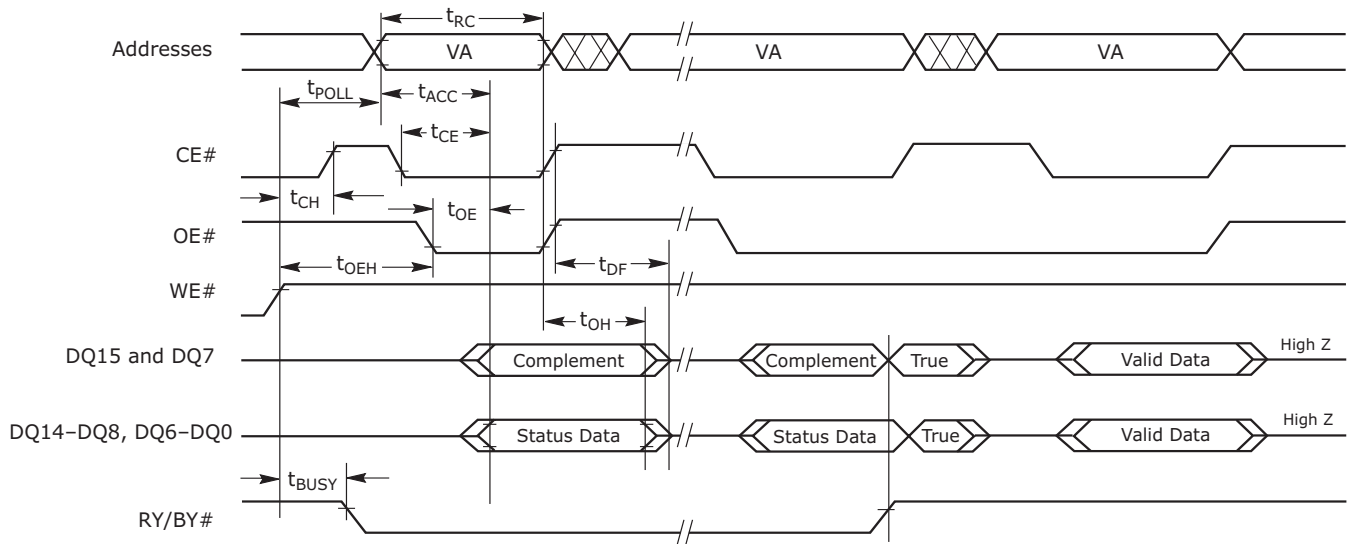 tRC
Addresses VA VA VA
tPOLL tACC
tCE
CE#
tCH tOE
OE#
tOEH tDF
WE#
tOH
DQ15 and DQ7 Complement Complement True Valid Data High Z
DQ14–DQ8, DQ6–DQ0 Status Data Status Data True Valid Data High Z
tBUSY
RY/BY#